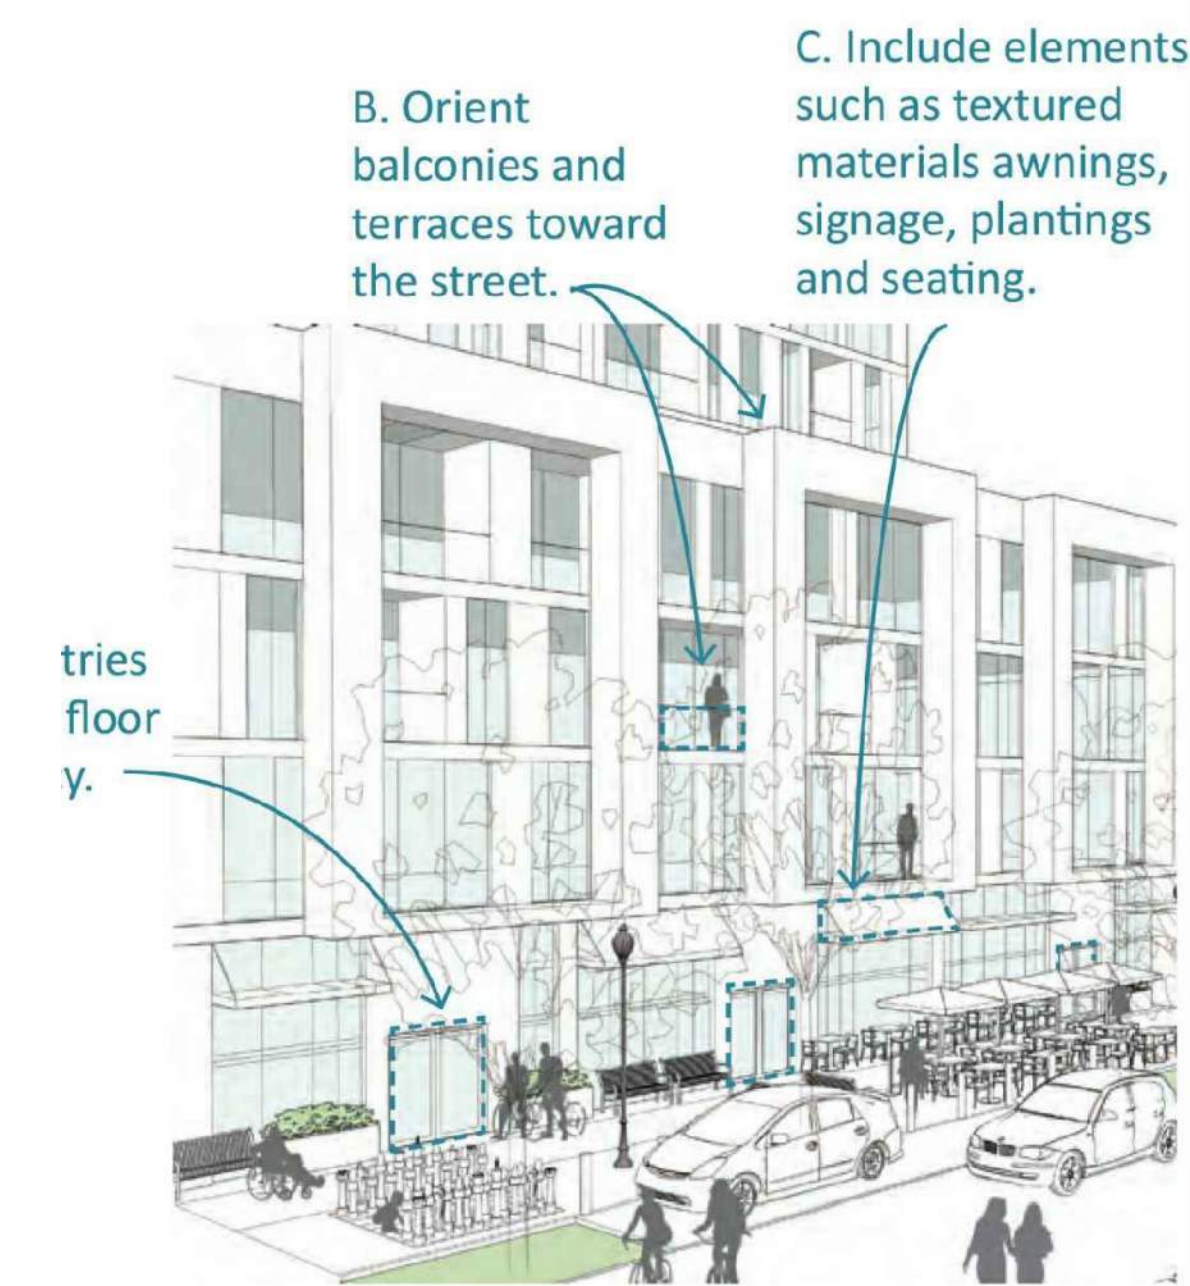 C. Include elements
such as textured
materials awnings,
signage, plantings
and seating.
B. Orient
balconies and
terraces toward
the street.
tries
floor
y.